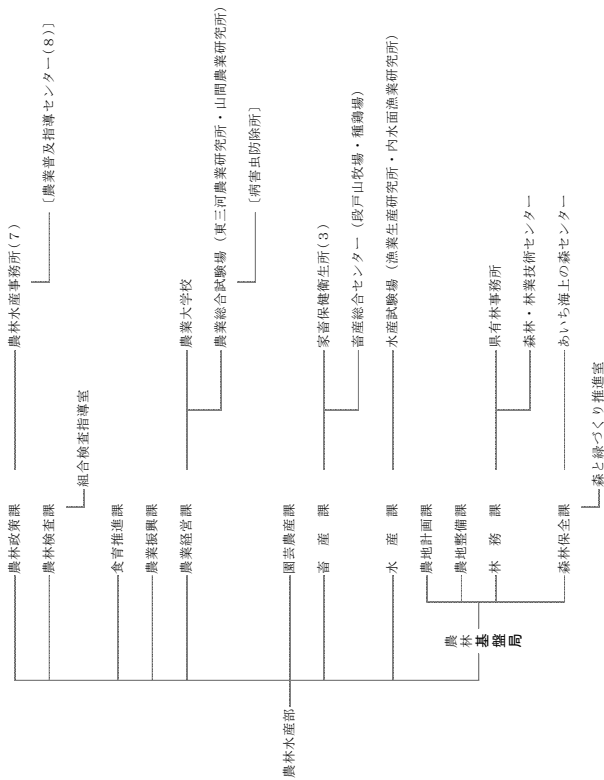 農林水産部
農林政策課
農林水産事務所(7)
〔農業普及指導センター(8)〕
農林検査課
組合検査指導室
食育推進課
農業振興課
農業経営課
農業大学校
農業総合試験場（東三河農業研究所・山間農業研究所）
〔病害虫防除所〕
園芸農産課
畜産課
家畜保健衛生所(3)
畜産総合センター（段戸山牧場・種鶏場）
水産課
水産試験場（漁業生産研究所・内水面漁業研究所）
農林基盤局
農地計画課
農地整備課
林務課
県有林事務所
森林・林業技術センター
森林保全課
あいち海上の森センター
森と緑づくり推進室